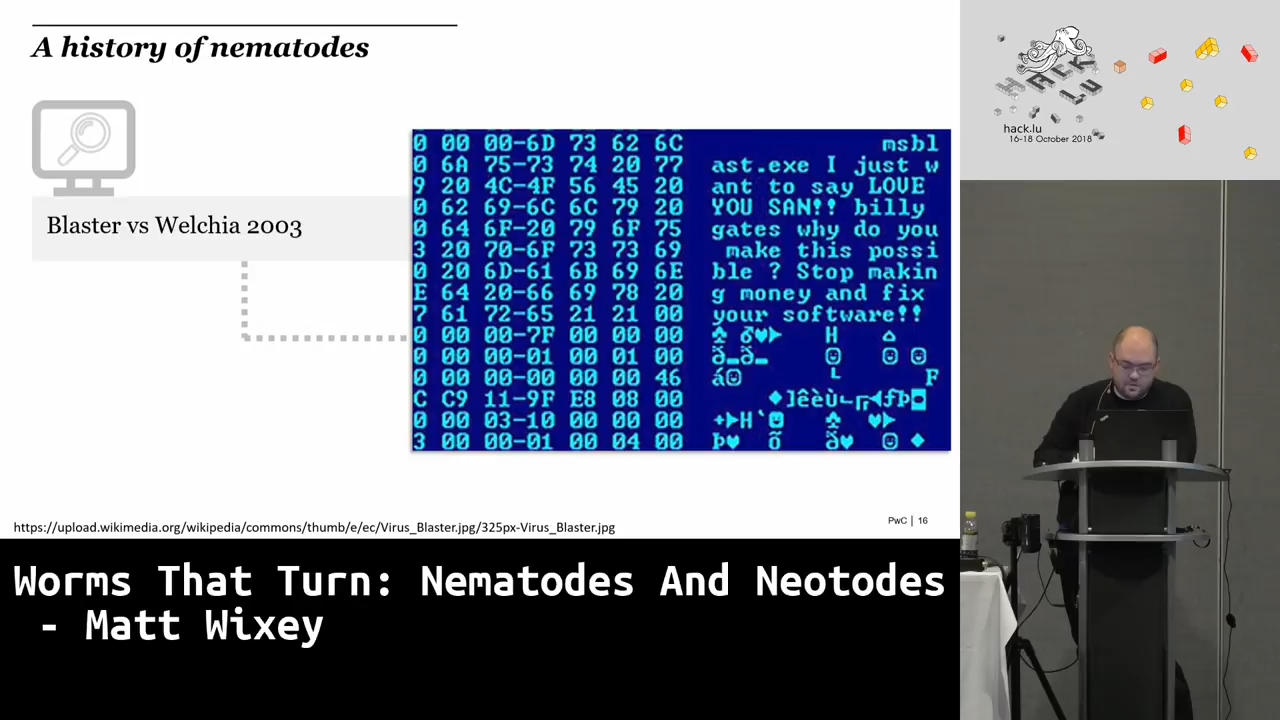 A history of nematodes
Blaster vs Welchia 2003
0 00 00-6D 73 62 6C msbl
0 6A 75-73 74 20 77 ast.exe I just w
9 20 4C-4F 56 45 20 ant to say LOVE
0 62 69-6C 6C 79 20 YOU SAN!! billy
0 64 6F-20 79 6F 75 gates why do you
3 20 70-6F 73 73 69 make this possi
0 20 6D-61 6B 69 6E ble ? Stop makin
E 64 20-66 69 78 20 g money and fix
7 61 72-65 21 21 00 your software!!
0 00 00-7F 00 00 00
0 00 00-01 00 01 00
0 00 00-00 00 00 46
C C9 11-9F E8 08 00
0 00 03-10 00 00 00
3 00 00-01 00 04 00
https://upload.wikimedia.org/wikipedia/commons/thumb/e/ec/Virus_Blaster.jpg/325px-Virus_Blaster.jpg
PwC | 16
HACK
LU
hack.lu
16-18 October 2018
Worms That Turn: Nematodes And Neotodes
- Matt Wixey